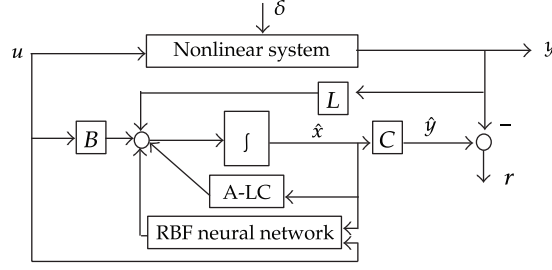 δ
u
Nonlinear system
y
L
B
∫
x̂
C
ŷ
−
r
A-LC
RBF neural network